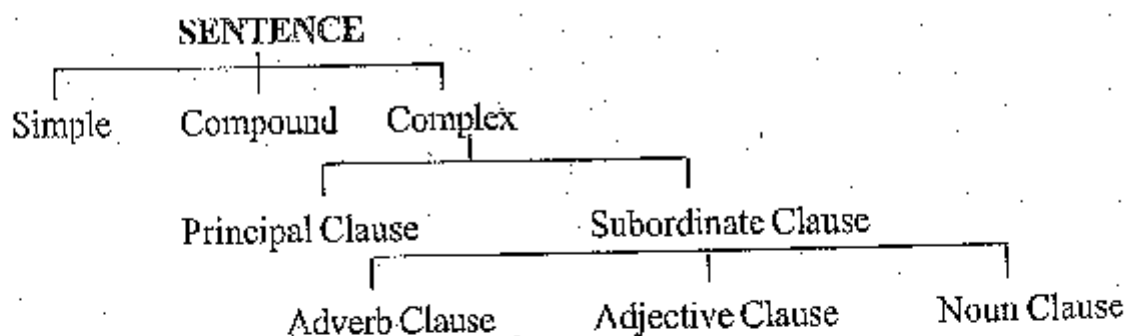 SENTENCE
Simple Compound Complex
Principal Clause Subordinate Clause
Adverb Clause Adjective Clause Noun Clause